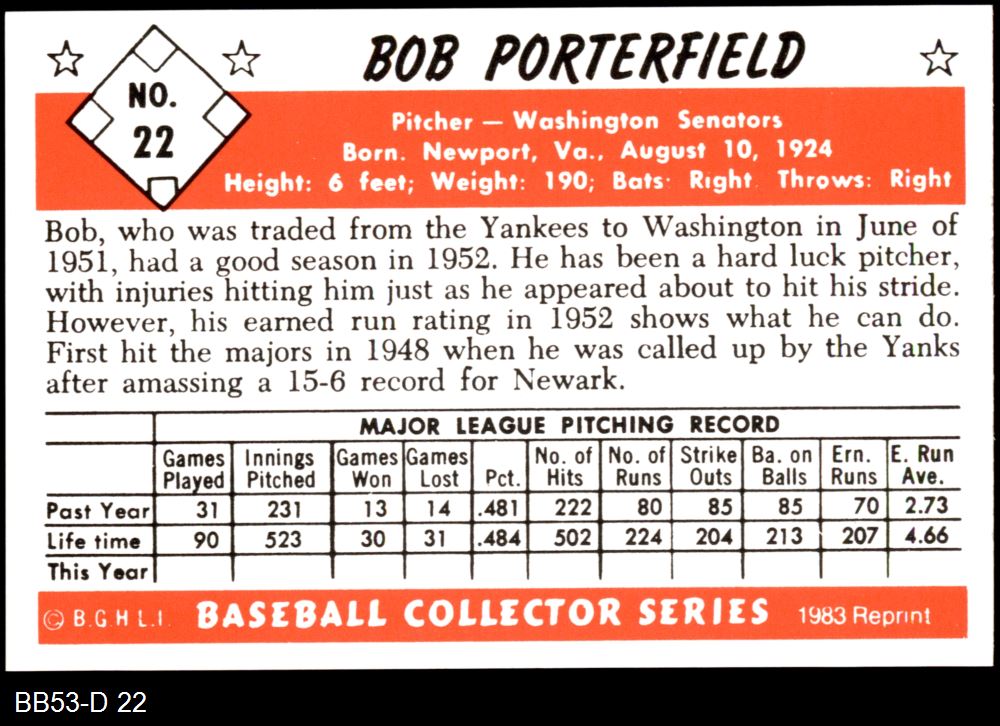 BOB PORTERFIELD
NO.
22
Pitcher — Washington Senators
Born. Newport, Va., August 10, 1924
Height: 6 feet; Weight: 190; Bats: Right Throws: Right
Bob, who was traded from the Yankees to Washington in June of
1951, had a good season in 1952. He has been a hard luck pitcher,
with injuries hitting him just as he appeared about to hit his stride.
However, his earned run rating in 1952 shows what he can do.
First hit the majors in 1948 when he was called up by the Yanks
after amassing a 15-6 record for Newark.
MAJOR LEAGUE PITCHING RECORD
Games Played Innings Pitched Games Won Games Lost Pct. No. of Hits No. of Runs Strike Outs Ba. on Balls Ern. Runs E. Run Ave.
Past Year 31 231 13 14 .481 222 80 85 85 70 2.73
Life time 90 523 30 31 .484 502 224 204 213 207 4.66
This Year
© B.G.H.L.I. BASEBALL COLLECTOR SERIES 1983 Reprint
BB53-D 22